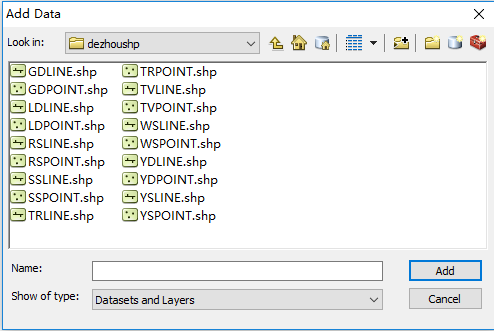 Add Data
Look in: dezhoushp
GDLINE.shp
GDPOINT.shp
LDLINE.shp
LDPOINT.shp
RSLINE.shp
RSPOINT.shp
SSLINE.shp
SSPOINT.shp
TRLINE.shp
TRPOINT.shp
TVLINE.shp
TVPOINT.shp
WSLINE.shp
WSPOINT.shp
YDLINE.shp
YDPOINT.shp
YSLINE.shp
YSPOINT.shp
Name:
Add
Show of type: Datasets and Layers
Cancel